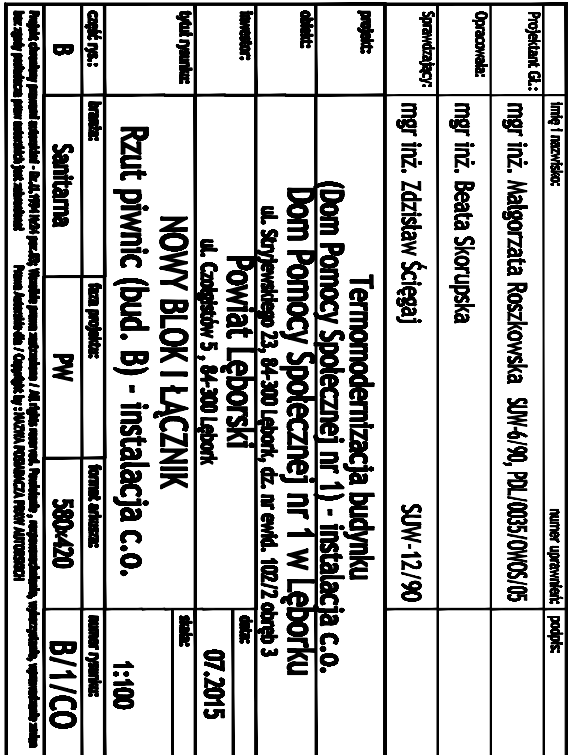 imię i nazwisko: numer uprawnień: podpis:
Projektant Gł.: mgr inż. Małgorzata Roszkowska SUW-6/90, PDL/0035/OWOS/05
Opracowała: mgr inż. Beata Skorupska
Sprawdzający: mgr inż. Zdzisław Ścięgaj SUW-12/90
projekt: Termomodernizacja budynku
(Dom Pomocy Społecznej nr 1) - instalacja c.o.
obiekt: Dom Pomocy Społecznej nr 1 w Lęborku
ul. Stryjewskiego 23, 84-300 Lębork, dz. nr ewid. 102/2 obręb 3
inwestor: Powiat Lęborski
ul. Czołgistów 5 , 84-300 Lębork
data: 07.2015
tytuł rysunku: NOWY BLOK I ŁĄCZNIK
Rzut piwnic (bud. B) - instalacja c.o.
skala: 1:100
część rys.: branża: faza projektu: format arkusza: numer rysunku:
B Sanitarna PW 580x420 B/1/CO